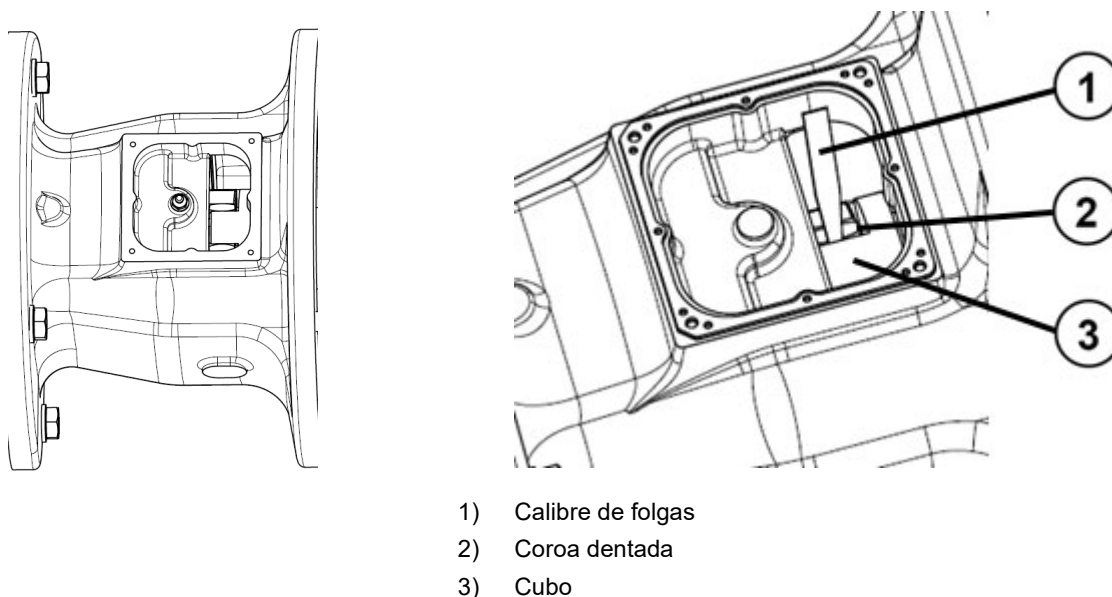 1
2
3
1) Calibre de folgas
2) Coroa dentada
3) Cubo